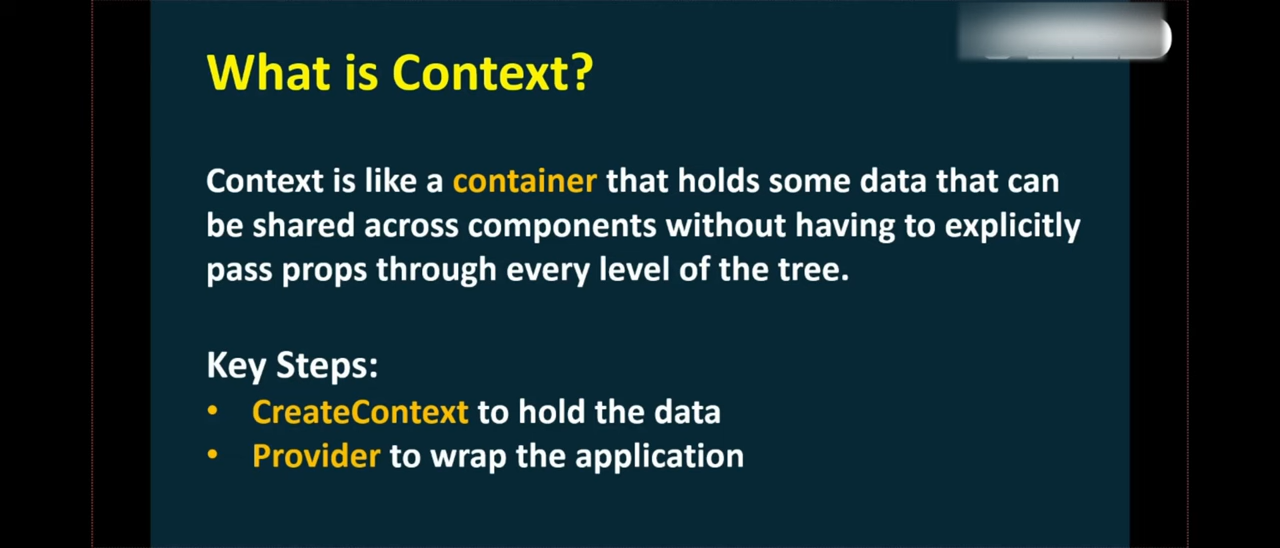 What is Context?
Context is like a container that holds some data that can
be shared across components without having to explicitly
pass props through every level of the tree.
Key Steps:
• CreateContext to hold the data
• Provider to wrap the application